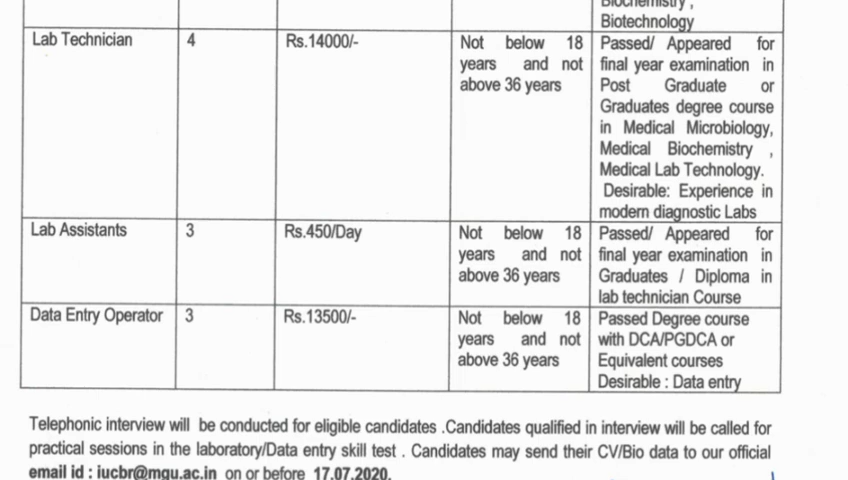 Biochemistry ,
Biotechnology
Lab Technician 4 Rs.14000/- Not below 18 Passed/ Appeared for
years and not final year examination in
above 36 years Post Graduate or
Graduates degree course
in Medical Microbiology,
Medical Biochemistry ,
Medical Lab Technology.
Desirable: Experience in
modern diagnostic Labs
Lab Assistants 3 Rs.450/Day Not below 18 Passed/ Appeared for
years and not final year examination in
above 36 years Graduates / Diploma in
lab technician Course
Data Entry Operator 3 Rs.13500/- Not below 18 Passed Degree course
years and not with DCA/PGDCA or
above 36 years Equivalent courses
Desirable : Data entry
Telephonic interview will be conducted for eligible candidates .Candidates qualified in interview will be called for
practical sessions in the laboratory/Data entry skill test . Candidates may send their CV/Bio data to our official
email id : iucbr@mgu.ac.in on or before 17.07.2020.